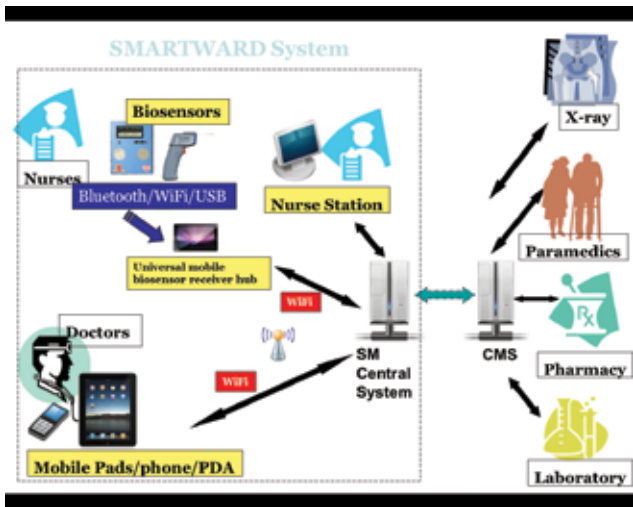 SMARTWARD System
Biosensors
X-ray
Nurses
Bluetooth/WiFi/USB
Nurse Station
Universal mobile
biosensor receiver hub
Paramedics
WiFi
Doctors
SM
Central
System
CMS
Rx
Pharmacy
WiFi
Mobile Pads/phone/PDA
Laboratory